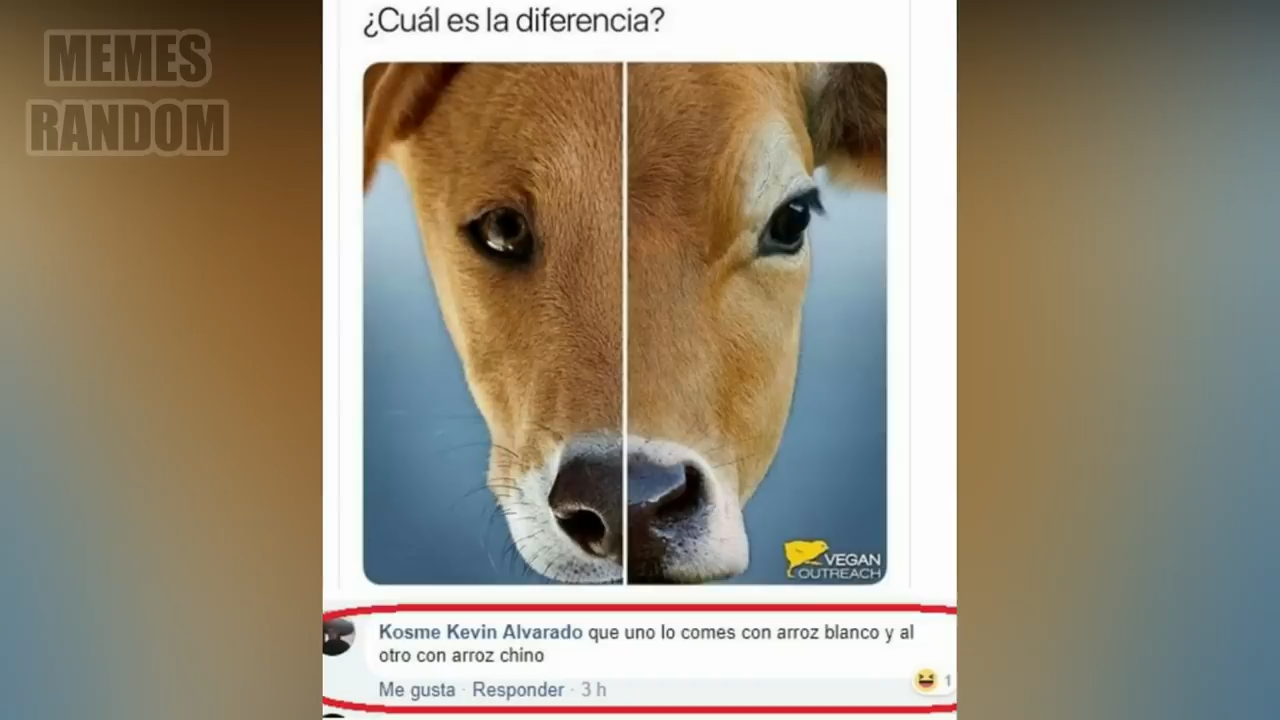 MEMES
RANDOM
¿Cuál es la diferencia?
VEGAN
OUTREACH
Kosme Kevin Alvarado que uno lo comes con arroz blanco y al
otro con arroz chino
Me gusta · Responder · 3 h
1